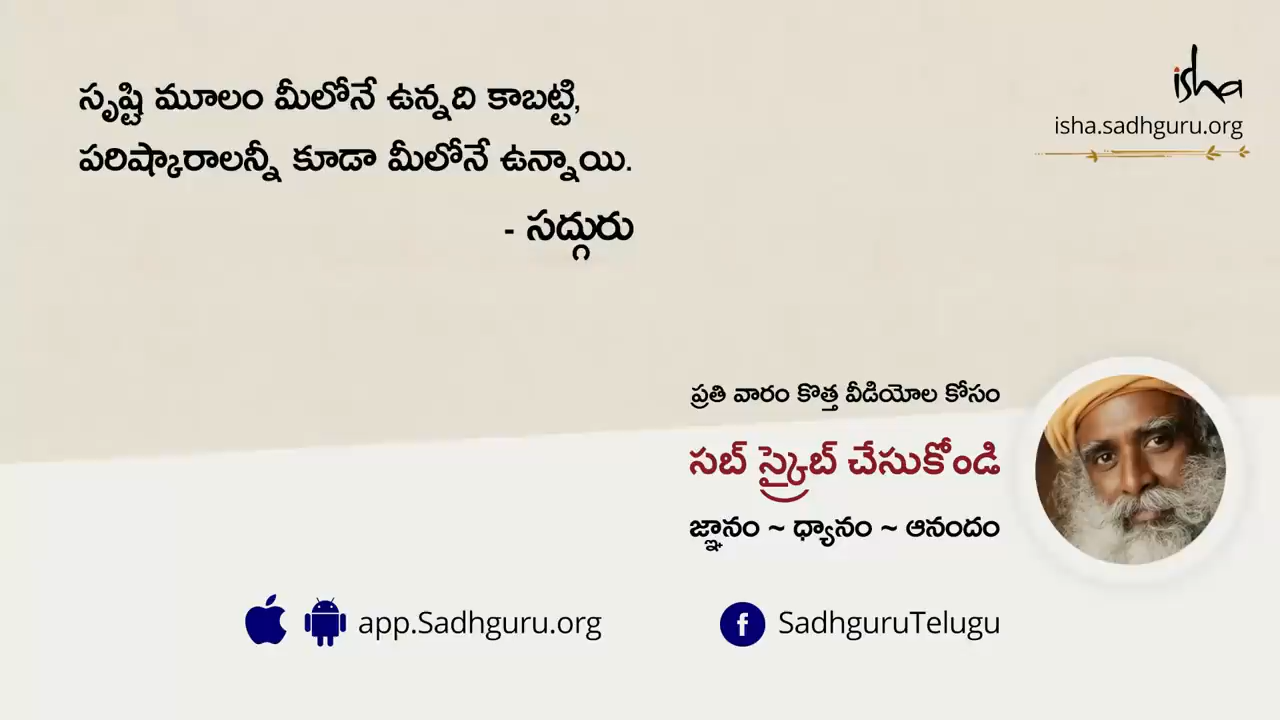 సృష్టి మూలం మీలోనే ఉన్నది కాబట్టి,
పరిష్కారాలన్నీ కూడా మీలోనే ఉన్నాయి.
- సద్గురు
isha
isha.sadhguru.org
ప్రతి వారం కొత్త వీడియోల కోసం
సబ్ స్క్రైబ్ చేసుకోండి
జ్ఞానం ~ ధ్యానం ~ ఆనందం
app.Sadhguru.org
f SadhguruTelugu